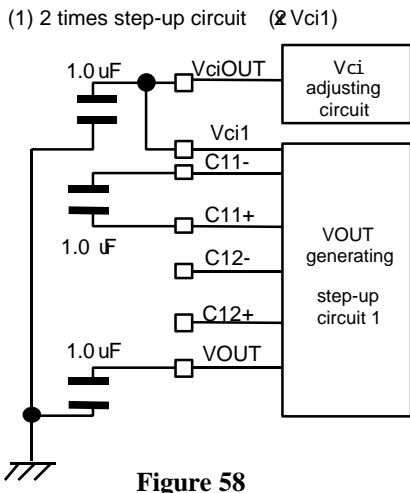 (1) 2 times step-up circuit (2 x Vci1)
1.0 uF
VciOUT
Vci
adjusting
circuit
Vci1
C11-
C11+
1.0 uF
C12-
C12+
VOUT
generating
step-up
circuit 1
1.0 uF
VOUT
Figure 58